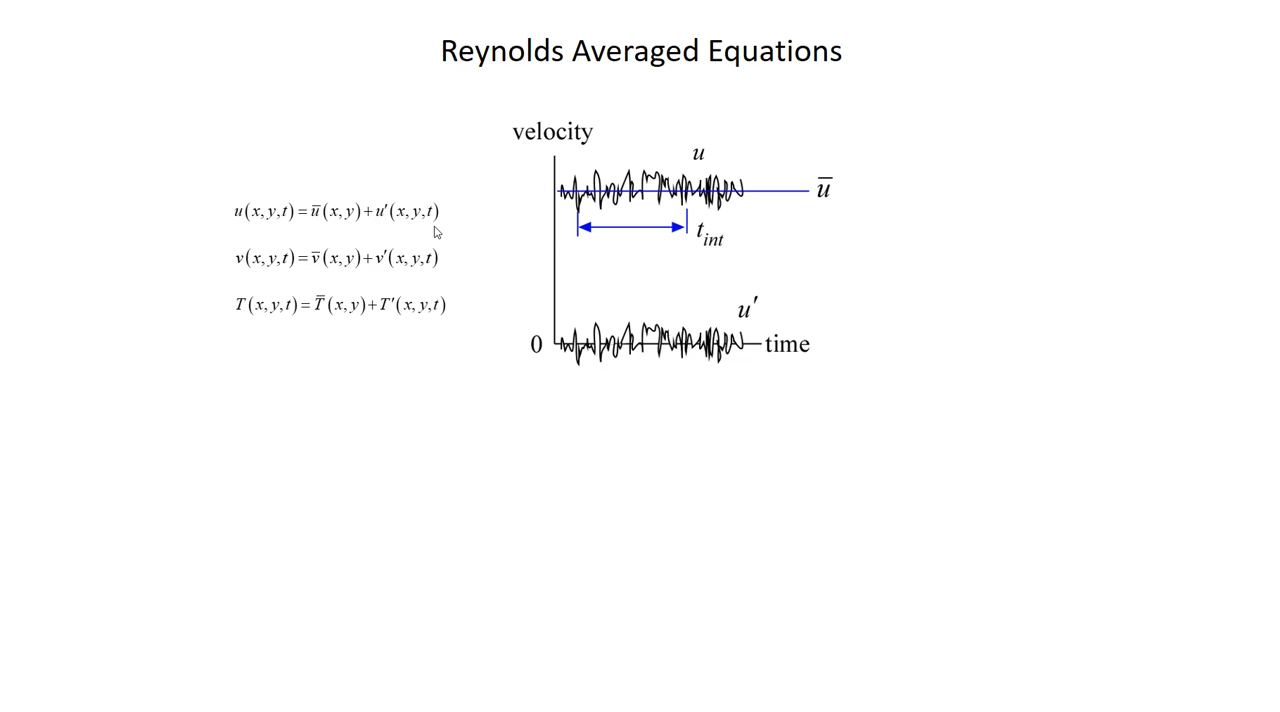 Reynolds Averaged Equations
u(x,y,t)=u̅(x,y)+u′(x,y,t)
v(x,y,t)=v̅(x,y)+v′(x,y,t)
T(x,y,t)=T̅(x,y)+T′(x,y,t)
velocity
u
u̅
t_int
u′
0
time